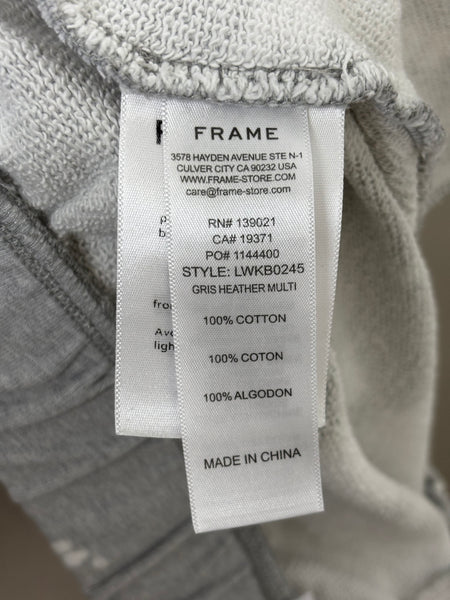 FRAME
3578 HAYDEN AVENUE STE N-1
CULVER CITY CA 90232 USA
WWW.FRAME-STORE.COM
care@frame-store.com
RN# 139021
CA# 19371
PO# 1144400
STYLE: LWKB0245
GRIS HEATHER MULTI
100% COTTON
100% COTON
100% ALGODON
MADE IN CHINA